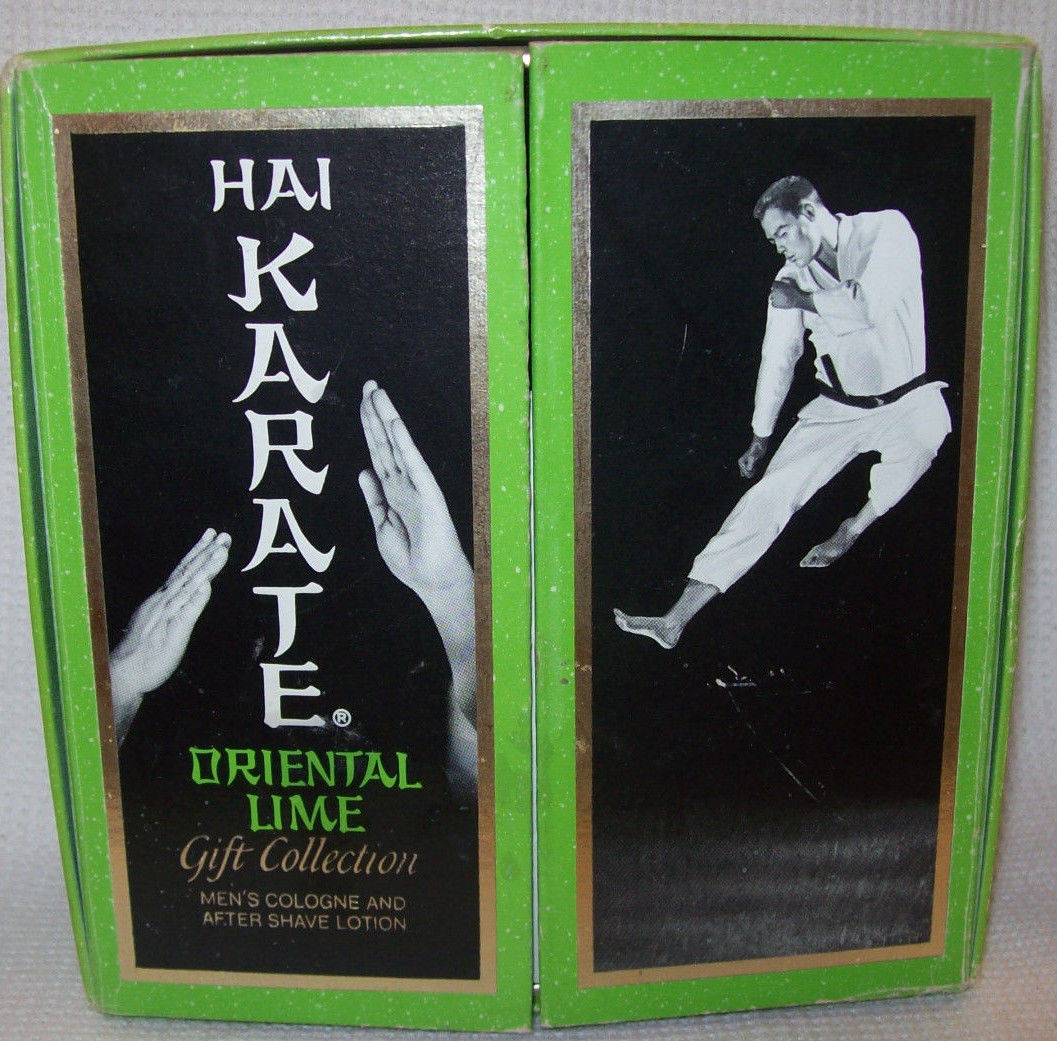 HAI
KARATE®
ORIENTAL
LIME
Gift Collection
MEN'S COLOGNE AND
AFTER SHAVE LOTION